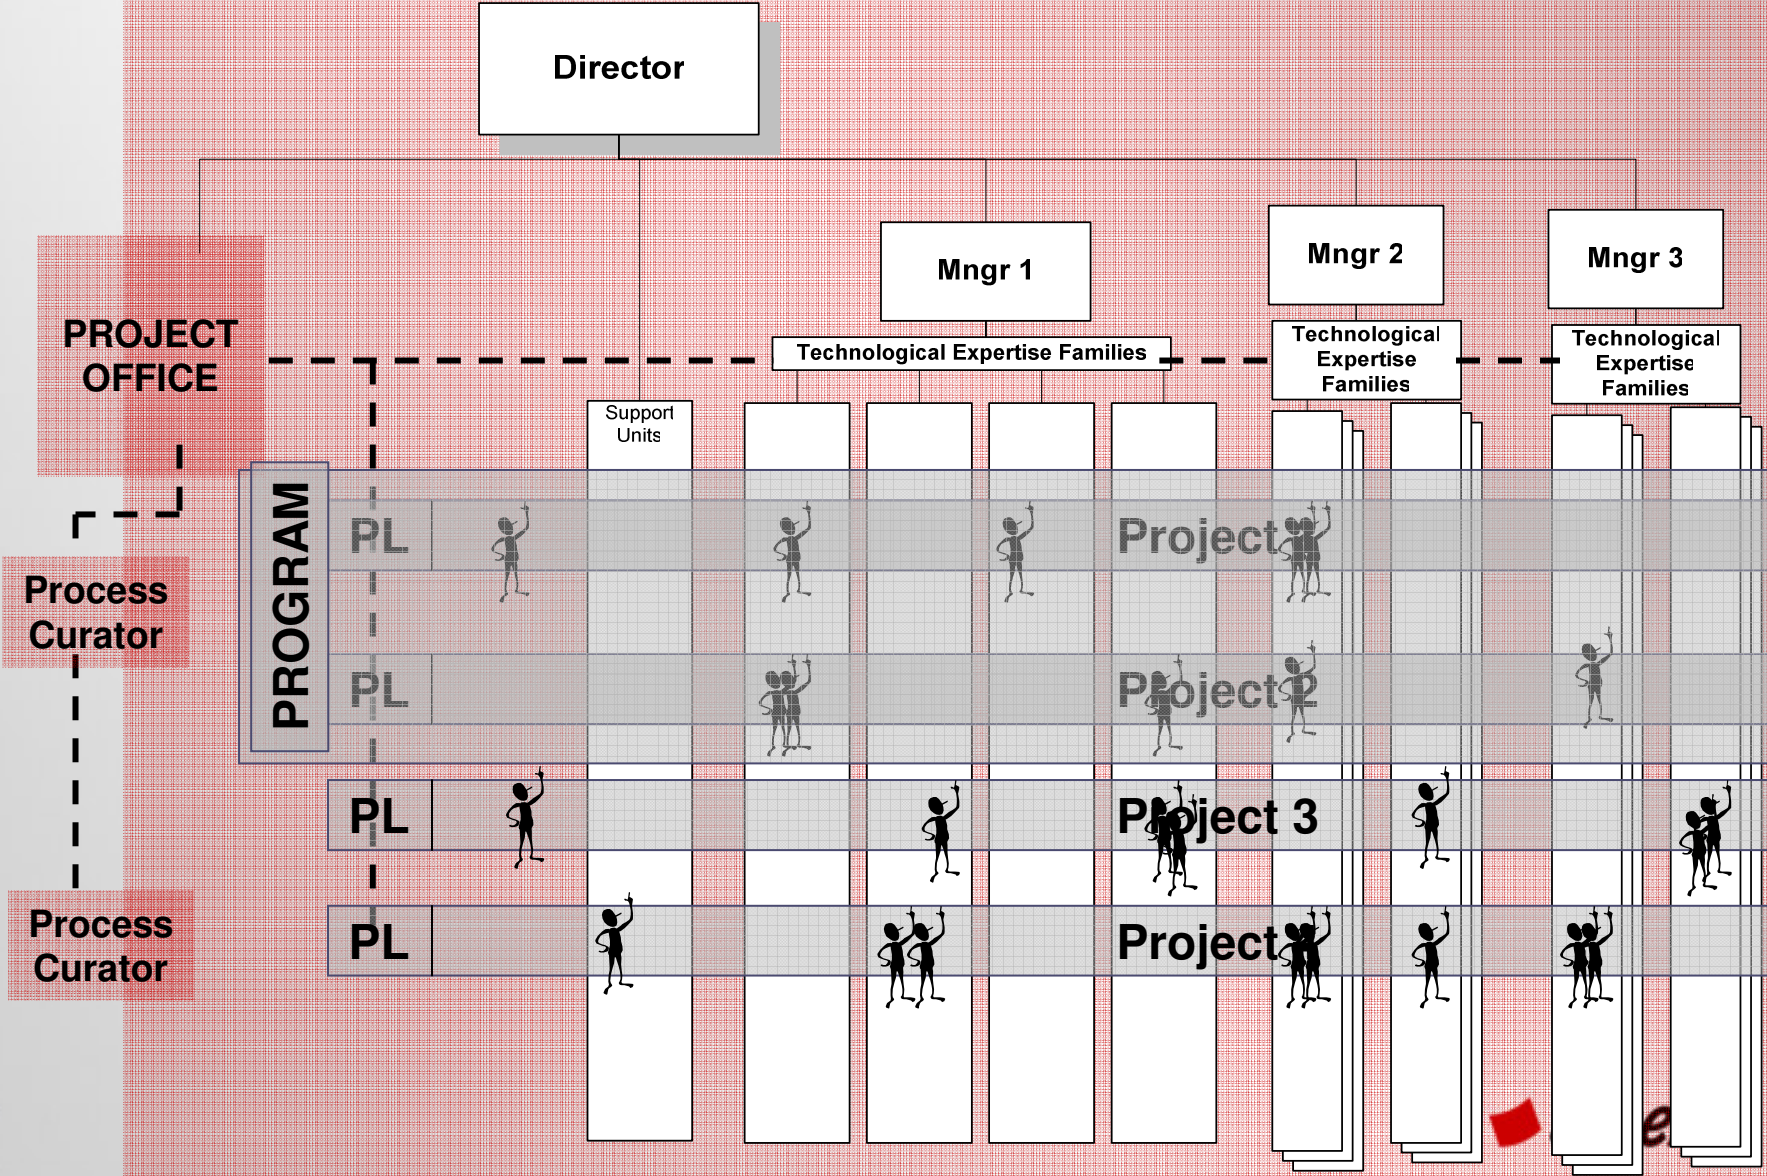 Director
Mngr 1
Mngr 2
Mngr 3
PROJECT
OFFICE
Technological Expertise Families
Technological
Expertise
Families
Technological
Expertise
Families
Support
Units
PROGRAM
PL
Project
PL
Project 2
Process
Curator
PL
Project 3
PL
Project
Process
Curator